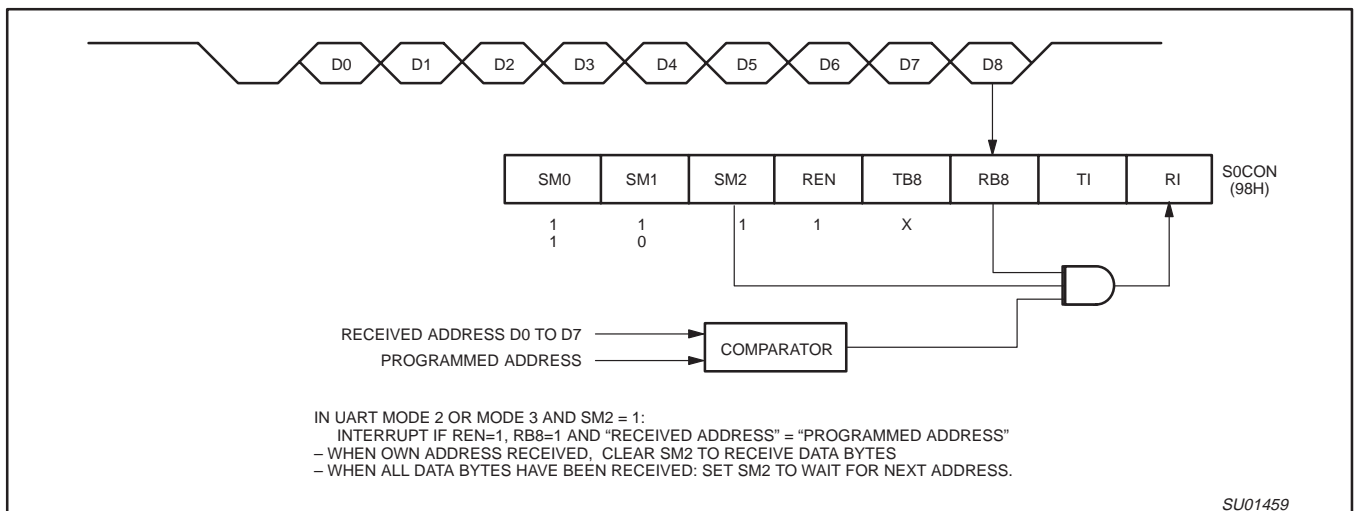 D0 D1 D2 D3 D4 D5 D6 D7 D8
SM0 SM1 SM2 REN TB8 RB8 TI RI S0CON
(98H)
1 1 1 1 X
1 0
RECEIVED ADDRESS D0 TO D7
PROGRAMMED ADDRESS
COMPARATOR
IN UART MODE 2 OR MODE 3 AND SM2 = 1:
INTERRUPT IF REN=1, RB8=1 AND “RECEIVED ADDRESS” = “PROGRAMMED ADDRESS”
– WHEN OWN ADDRESS RECEIVED, CLEAR SM2 TO RECEIVE DATA BYTES
– WHEN ALL DATA BYTES HAVE BEEN RECEIVED: SET SM2 TO WAIT FOR NEXT ADDRESS.
SU01459